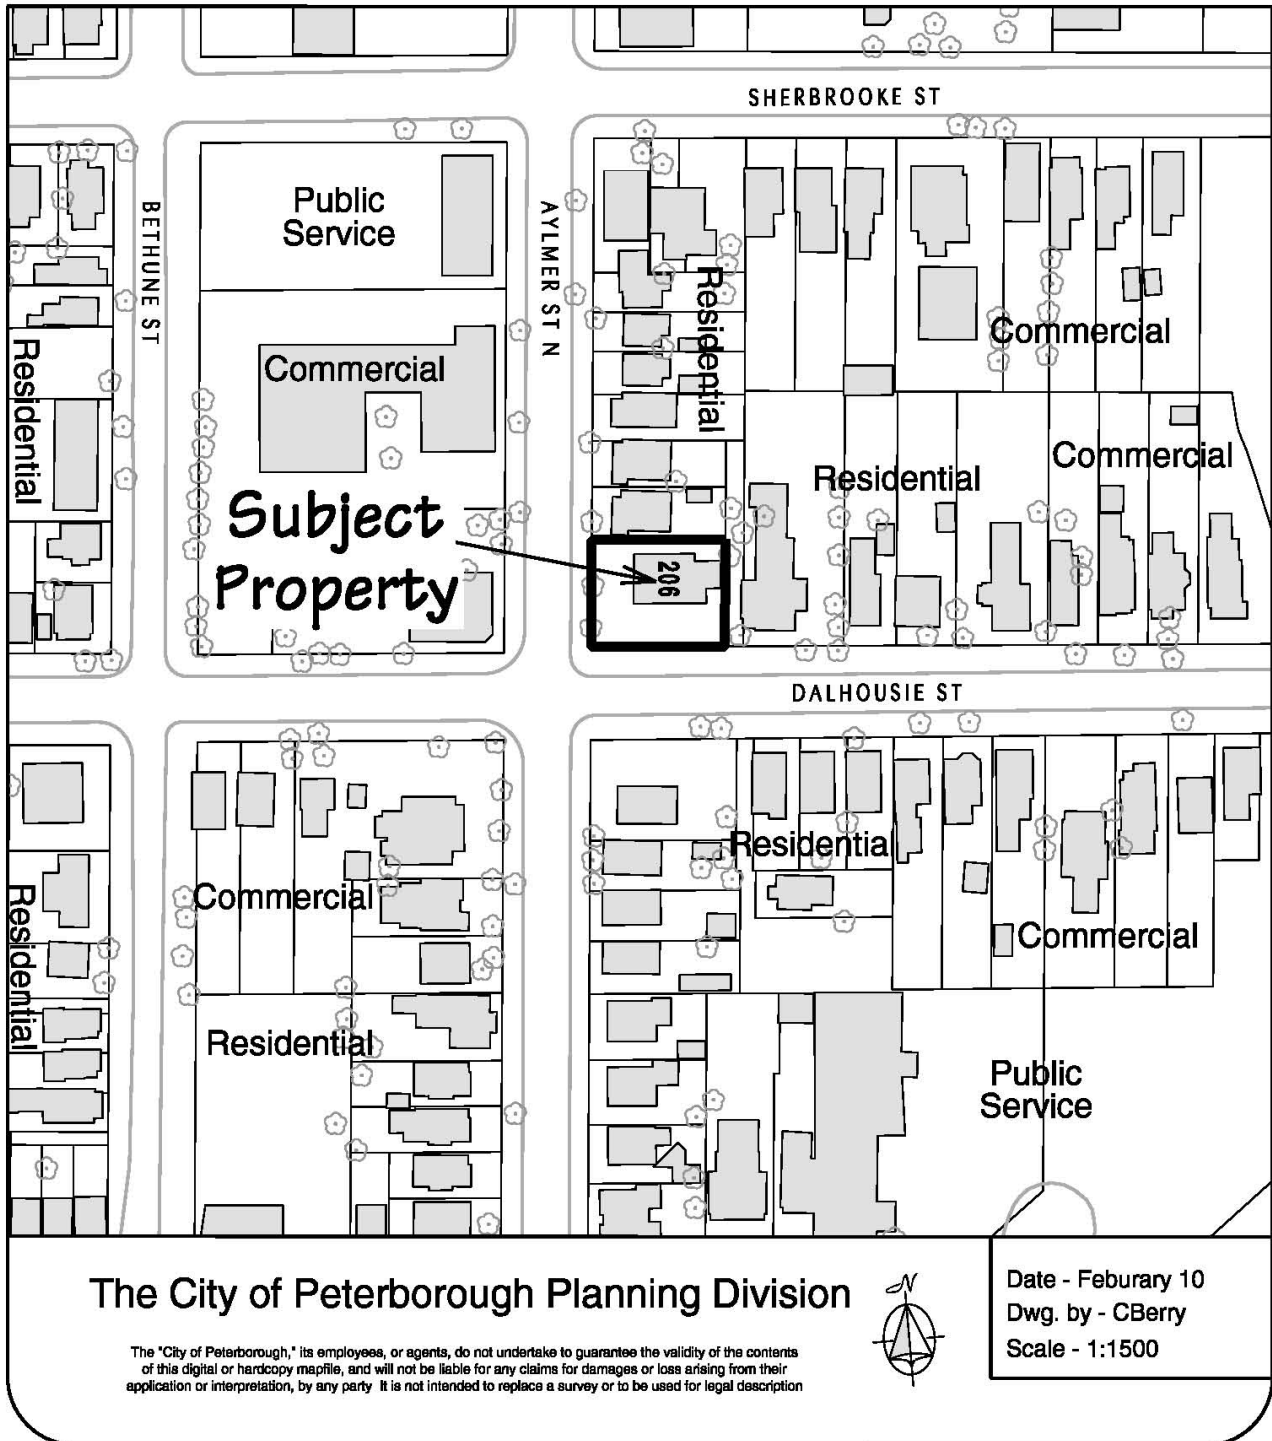 SHERBROOKE ST
Public
Service
BETHUNE ST
AYLMER ST N
Residential
Commercial
Commercial
Residential
Commercial
Residential
Subject
Property
206
DALHOUSIE ST
Residential
Commercial
Residential
Commercial
Residential
Public
Service
The City of Peterborough Planning Division
The "City of Peterborough," its employees, or agents, do not undertake to guarantee the validity of the contents
of this digital or hardcopy mapfile, and will not be liable for any claims for damages or loss arising from their
application or interpretation, by any party It is not intended to replace a survey or to be used for legal description
N
Date - Feburary 10
Dwg. by - CBerry
Scale - 1:1500